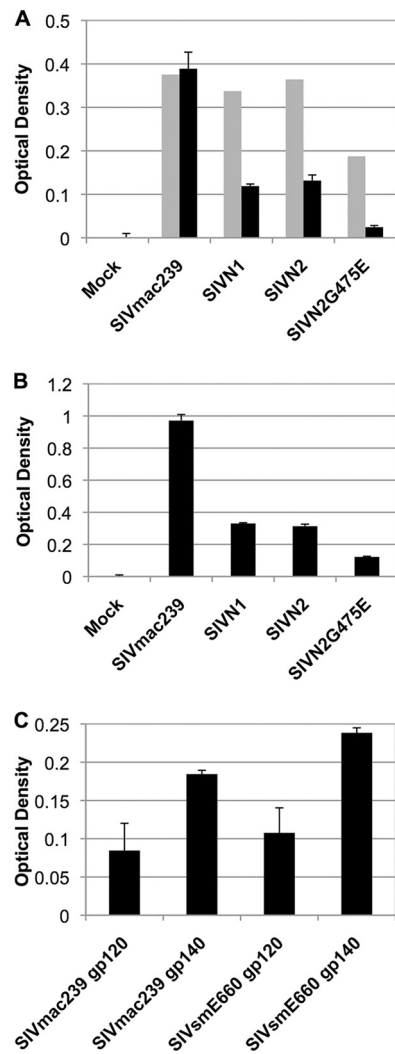 A
0.5
0.4
0.3
0.2
0.1
0
Optical Density
Mock
SIVmac239
SIVN1
SIVN2
SIVN2G475E
B
1.2
1
0.8
0.6
0.4
0.2
0
Optical Density
Mock
SIVmac239
SIVN1
SIVN2
SIVN2G475E
C
0.25
0.2
0.15
0.1
0.05
0
Optical Density
SIVmac239 gp120
SIVmac239 gp140
SIVsmE660 gp120
SIVsmE660 gp140